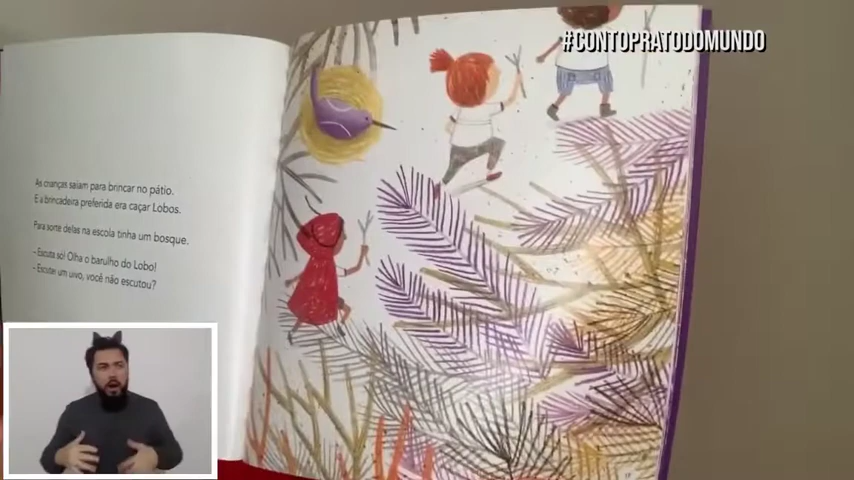 #CONTOPRATODOMUNDO
As crianças saíam para brincar no pátio.
E a brincadeira preferida era caçar Lobos.
Para sorte delas na escola tinha um bosque.
- Escuta só! Olha o barulho do Lobo!
- Escutei um uivo, você não escutou?